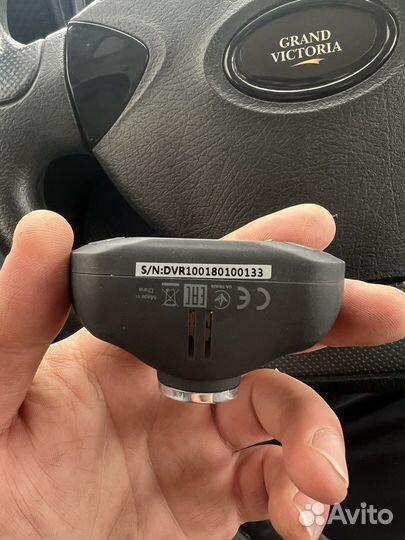 GRAND
VICTORIA
S/N:DVR100180100133
Made in
China
EAC
CE
Avito